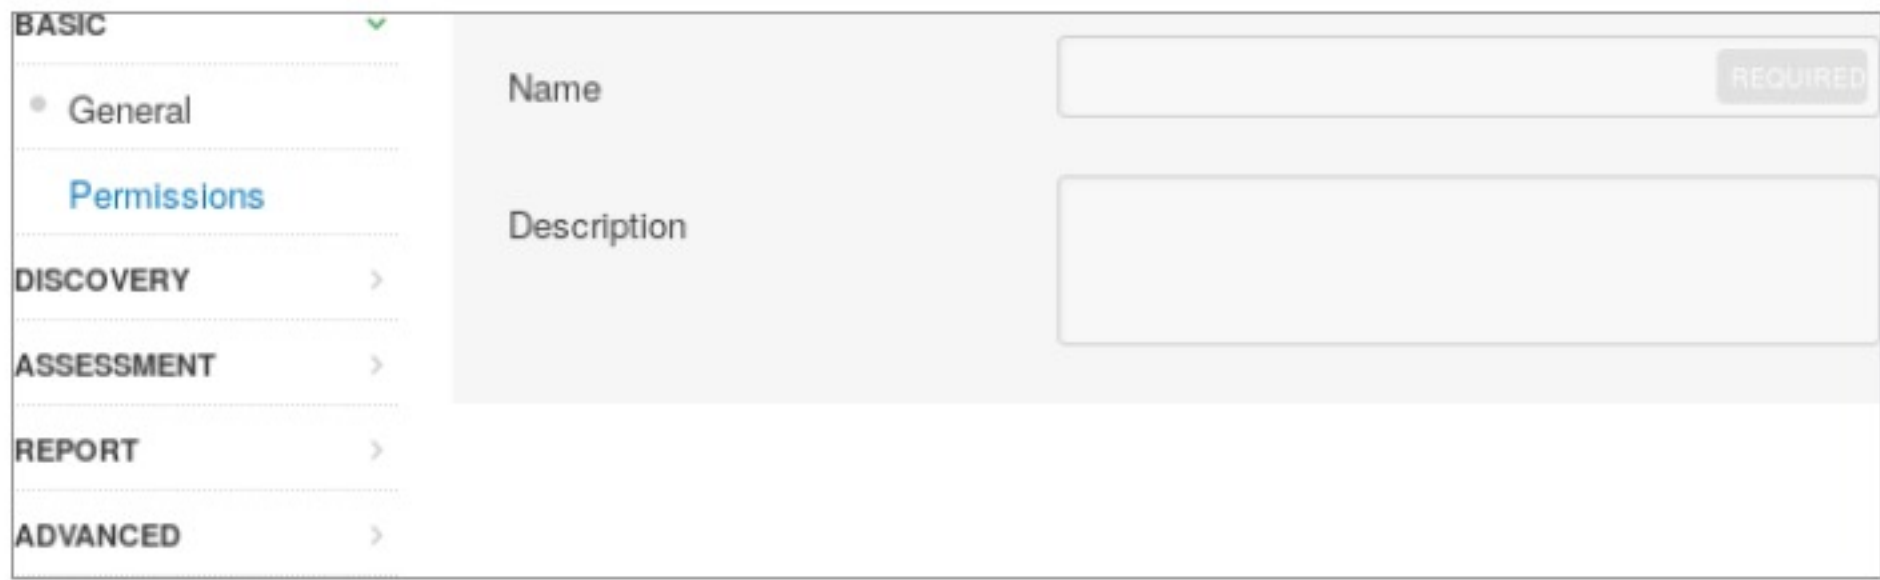 BASIC
General
Permissions
DISCOVERY
ASSESSMENT
REPORT
ADVANCED
Name
REQUIRED
Description